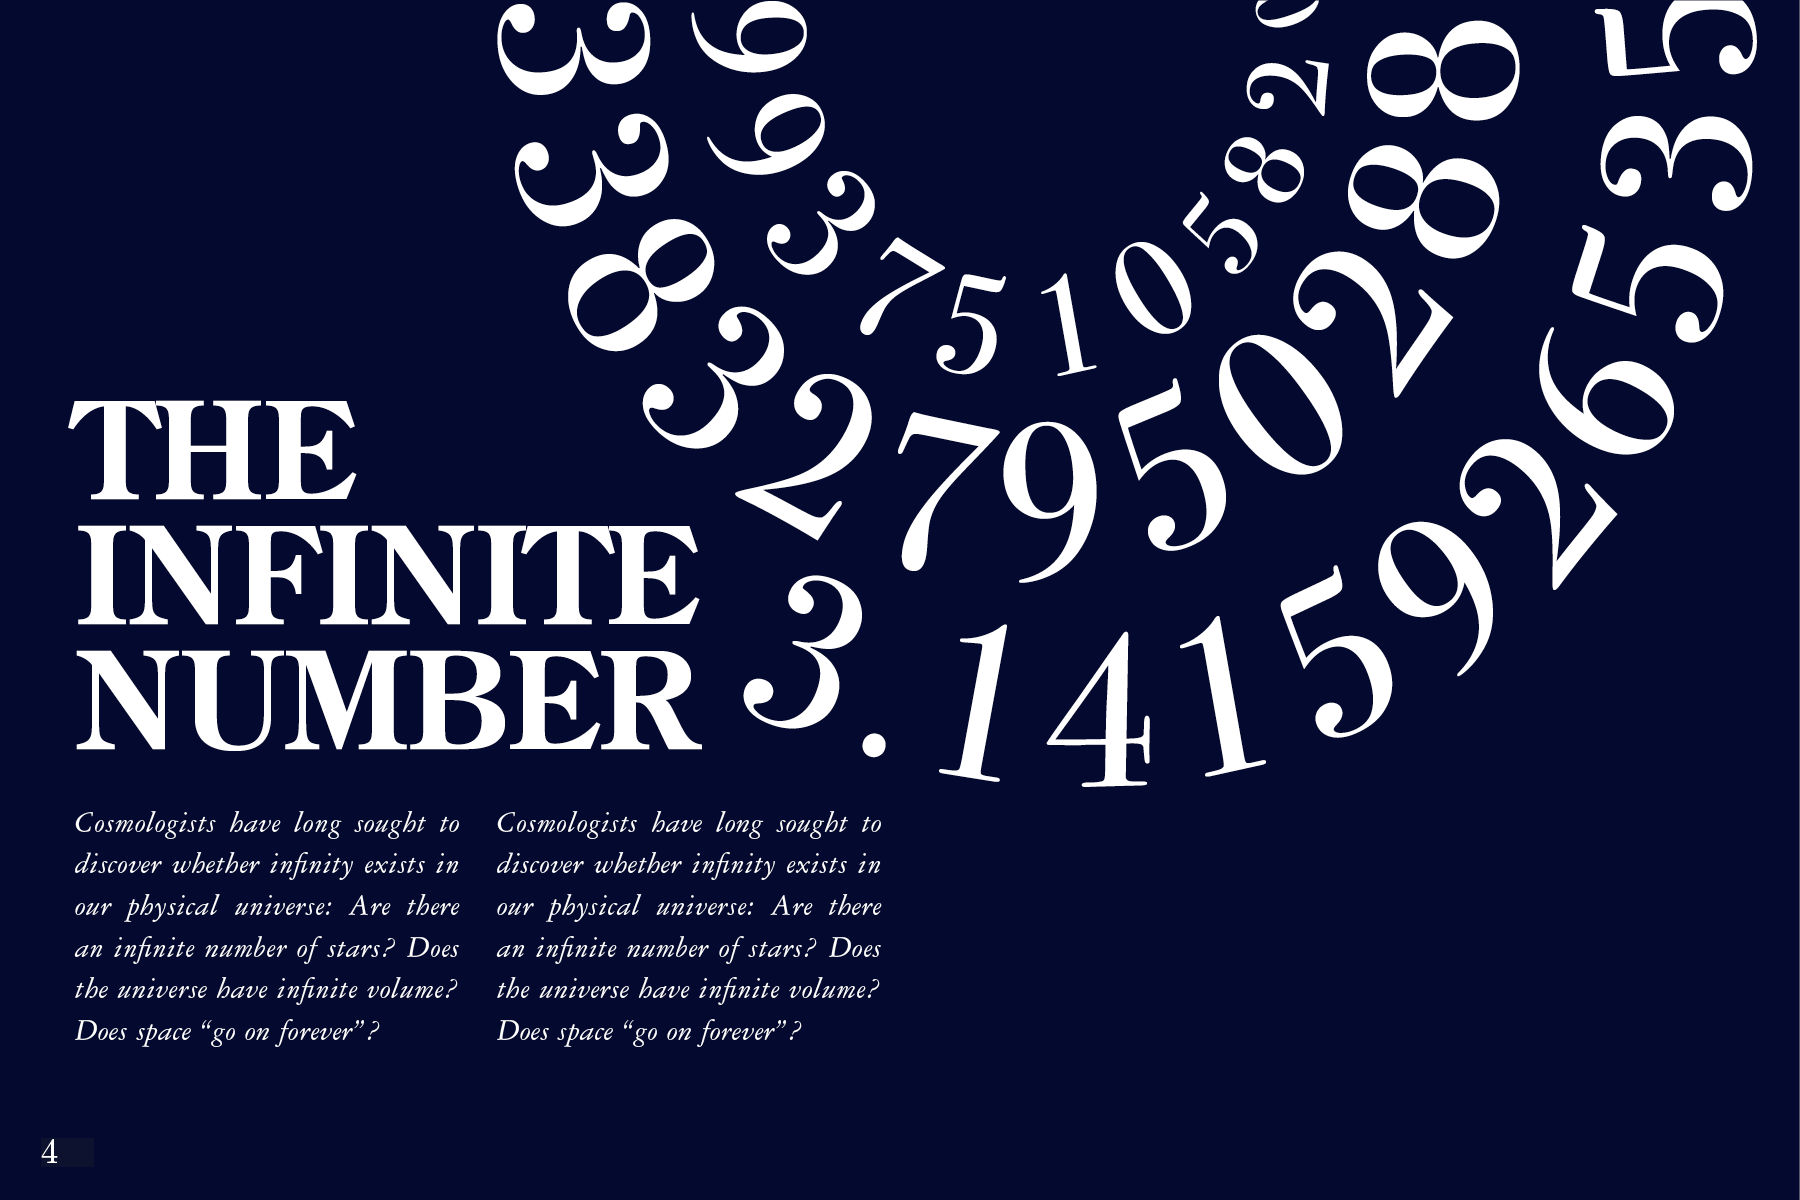 3.1415926535
338327950288
99375105820
THE
INFINITE
NUMBER
Cosmologists have long sought to
discover whether infinity exists in
our physical universe: Are there
an infinite number of stars? Does
the universe have infinite volume?
Does space “go on forever”?
Cosmologists have long sought to
discover whether infinity exists in
our physical universe: Are there
an infinite number of stars? Does
the universe have infinite volume?
Does space “go on forever”?
4